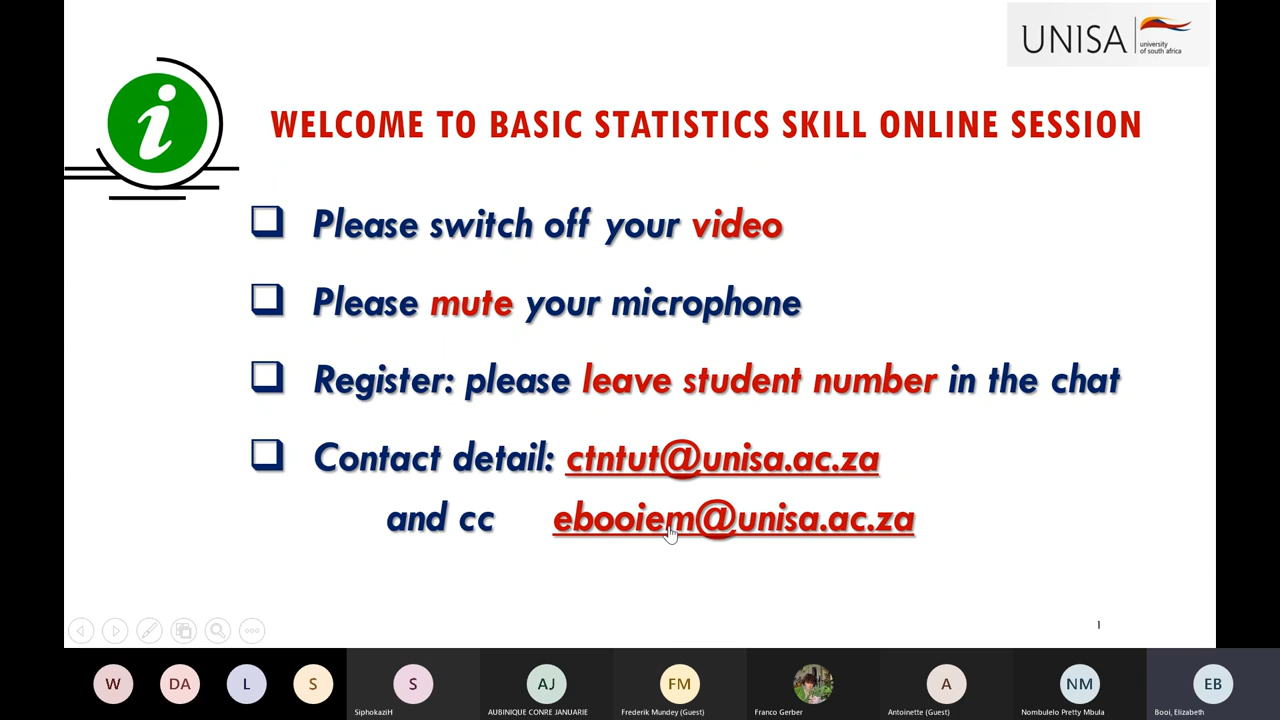 UNISA
university
of south africa
i
WELCOME TO BASIC STATISTICS SKILL ONLINE SESSION
Please switch off your video
Please mute your microphone
Register: please leave student number in the chat
Contact detail: ctntut@unisa.ac.za
and cc ebooiem@unisa.ac.za
1
W DA L S S AJ FM A NM EB
SiphokaziH AUBINIQUE CONRE JANUARIE Frederik Mundey (Guest) Franco Gerber Antoinette (Guest) Nombulelo Pretty Mbula Booi, Elizabeth